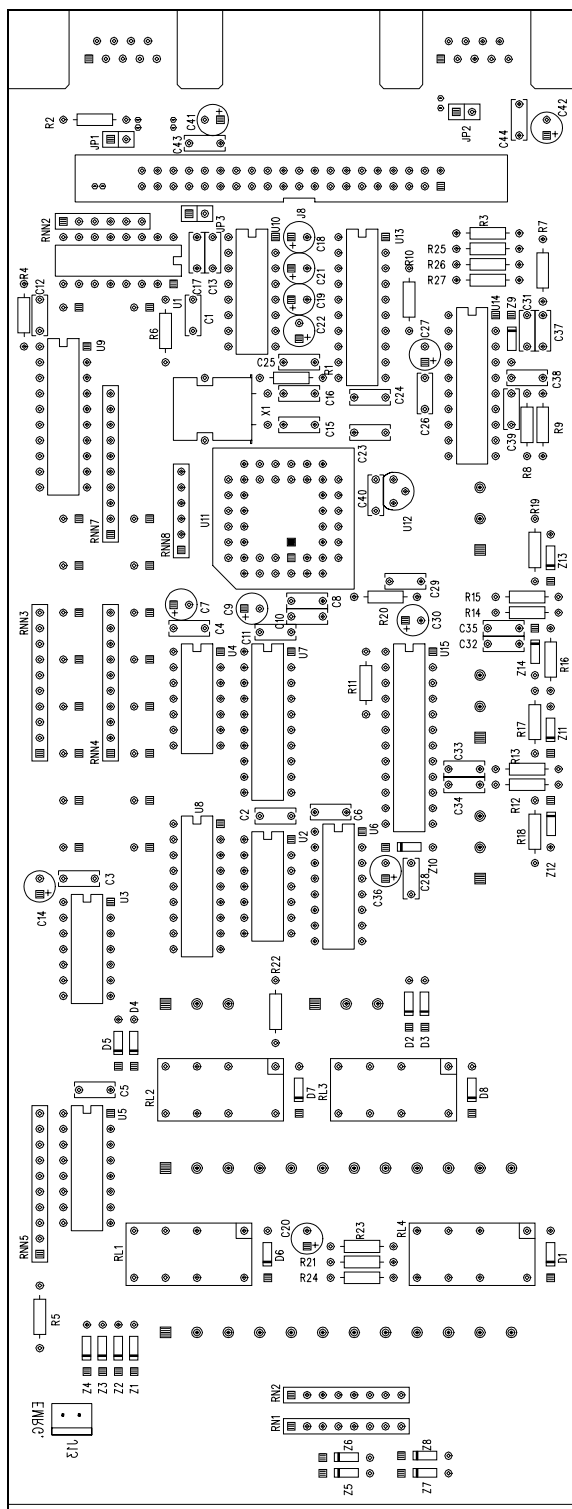 R2
JP1
C41
C43
JP2
C44
C42
RNN2
JP3
J8
U10
C18
U13
R3
R25
R26
R27
R7
R4
C12
U1
C17
C13
C21
C19
C22
R10
U14
Z9
C31
C37
U9
R6
C1
C25
R1
C27
C38
X1
C16
C15
C24
C23
C26
C39
R8
R9
RNN7
RNN8
U11
C40
U12
R19
Z13
RNN3
RNN4
C7
C4
C9
C11
C10
C8
C29
R20
C30
R15
R14
C35
C32
Z14
R16
U4
U7
U15
R11
R17
Z11
C33
C34
R13
R12
U8
C2
U2
C6
U6
R18
Z12
C14
C3
U3
C36
C28
Z10
R22
D5
D4
D2
D3
RL2
D7
RL3
D8
C5
U5
RNN5
RL1
D6
C20
R23
R21
R24
RL4
D1
R5
Z4
Z3
Z2
Z1
EMRG.
J13
RN2
RN1
Z6
Z5
Z8
Z7